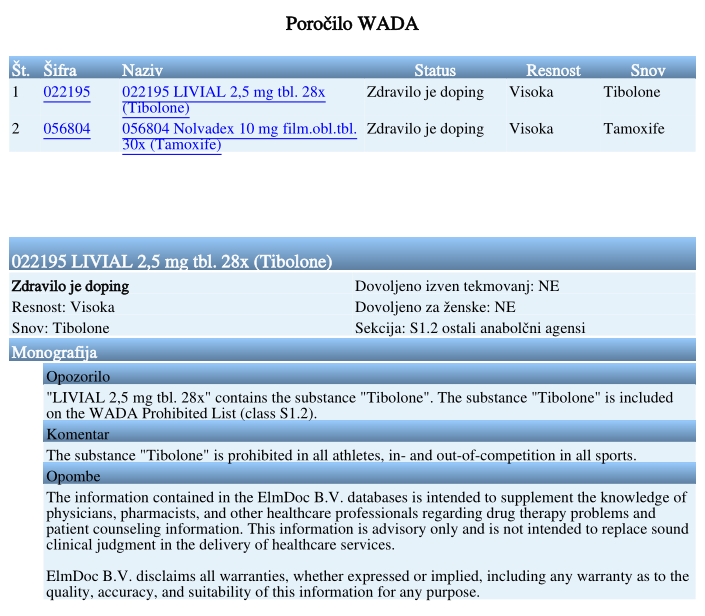 Poročilo WADA
Št. Šifra Naziv Status Resnost Snov
1 022195 022195 LIVIAL 2,5 mg tbl. 28x (Tibolone) Zdravilo je doping Visoka Tibolone
2 056804 056804 Nolvadex 10 mg film.obl.tbl. 30x (Tamoxife) Zdravilo je doping Visoka Tamoxife
022195 LIVIAL 2,5 mg tbl. 28x (Tibolone)
Zdravilo je doping Dovoljeno izven tekmovanj: NE
Resnost: Visoka Dovoljeno za ženske: NE
Snov: Tibolone Sekcija: S1.2 ostali anabolčni agensi
Monografija
Opozorilo
"LIVIAL 2,5 mg tbl. 28x" contains the substance "Tibolone". The substance "Tibolone" is included
on the WADA Prohibited List (class S1.2).
Komentar
The substance "Tibolone" is prohibited in all athletes, in- and out-of-competition in all sports.
Opombe
The information contained in the ElmDoc B.V. databases is intended to supplement the knowledge of
physicians, pharmacists, and other healthcare professionals regarding drug therapy problems and
patient counseling information. This information is advisory only and is not intended to replace sound
clinical judgment in the delivery of healthcare services.
ElmDoc B.V. disclaims all warranties, whether expressed or implied, including any warranty as to the
quality, accuracy, and suitability of this information for any purpose.